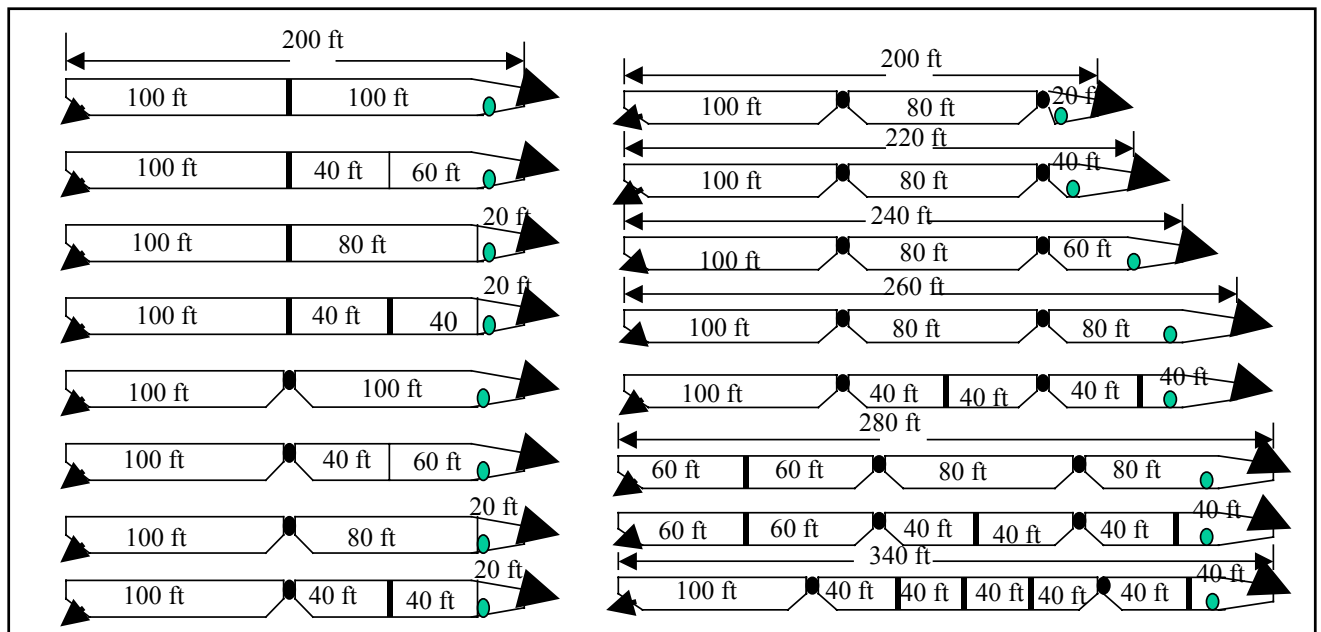 200 ft
100 ft 100 ft
100 ft 40 ft 60 ft
20 ft
100 ft 80 ft
20 ft
100 ft 40 ft 40
100 ft 100 ft
100 ft 40 ft 60 ft
20 ft
100 ft 80 ft
20 ft
100 ft 40 ft 40 ft
200 ft
100 ft 80 ft 20 ft
220 ft
100 ft 80 ft 40 ft
240 ft
100 ft 80 ft 60 ft
260 ft
100 ft 80 ft 80 ft
100 ft 40 ft 40 ft 40 ft 40 ft
280 ft
60 ft 60 ft 80 ft 80 ft
60 ft 60 ft 40 ft 40 ft 40 ft 40 ft
340 ft
100 ft 40 ft 40 ft 40 ft 40 ft 40 ft 40 ft